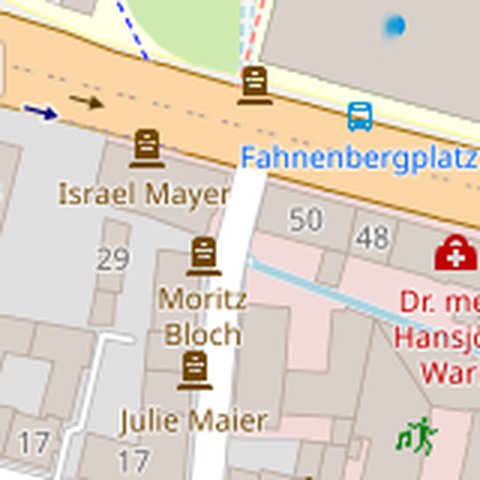 Fahnenbergplatz
Israel Mayer
50
48
29
Moritz
Bloch
Dr. me
Hansjö
War
Julie Maier
17
17